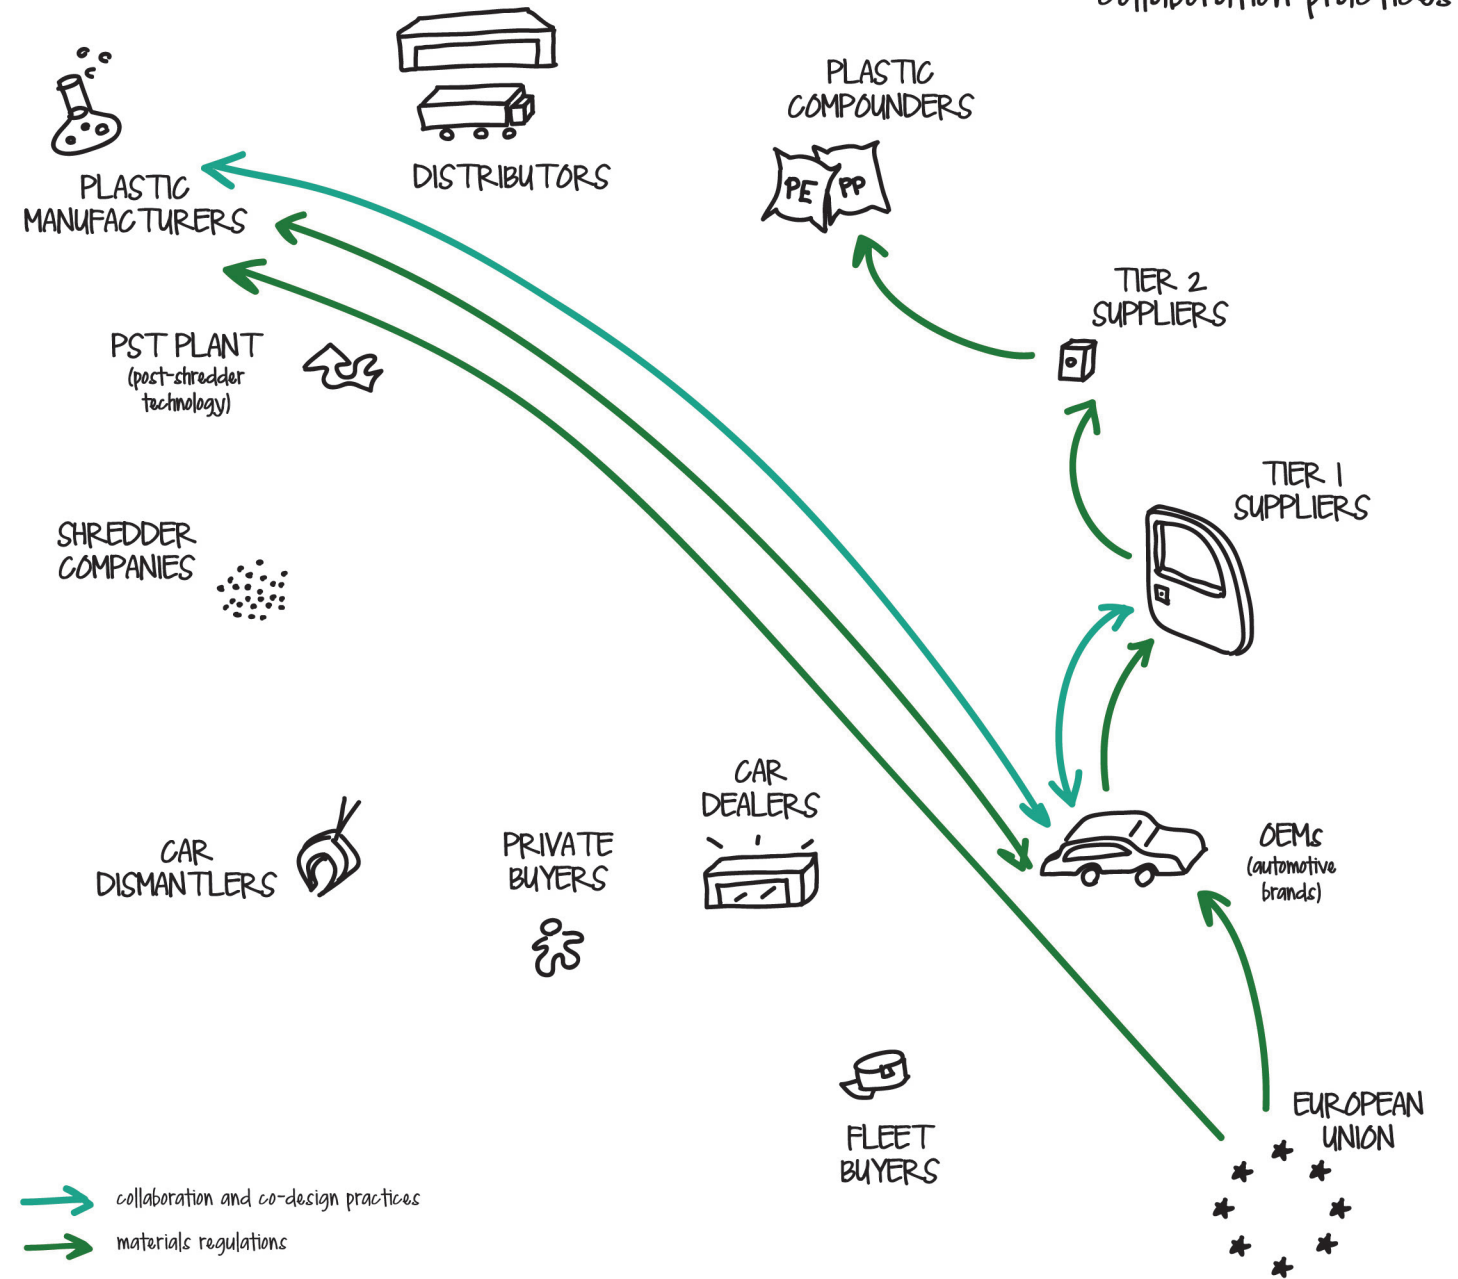 collaboration practices
PLASTIC
MANUFACTURERS
DISTRIBUTORS
PLASTIC
COMPOUNDERS
PE PP
TIER 2
SUPPLIERS
PST PLANT
(post-shredder
technology)
TIER 1
SUPPLIERS
SHREDDER
COMPANIES
CAR
DEALERS
CAR
DISMANTLERS
PRIVATE
BUYERS
OEMs
(automotive
brands)
EUROPEAN
UNION
FLEET
BUYERS
collaboration and co-design practices
materials regulations